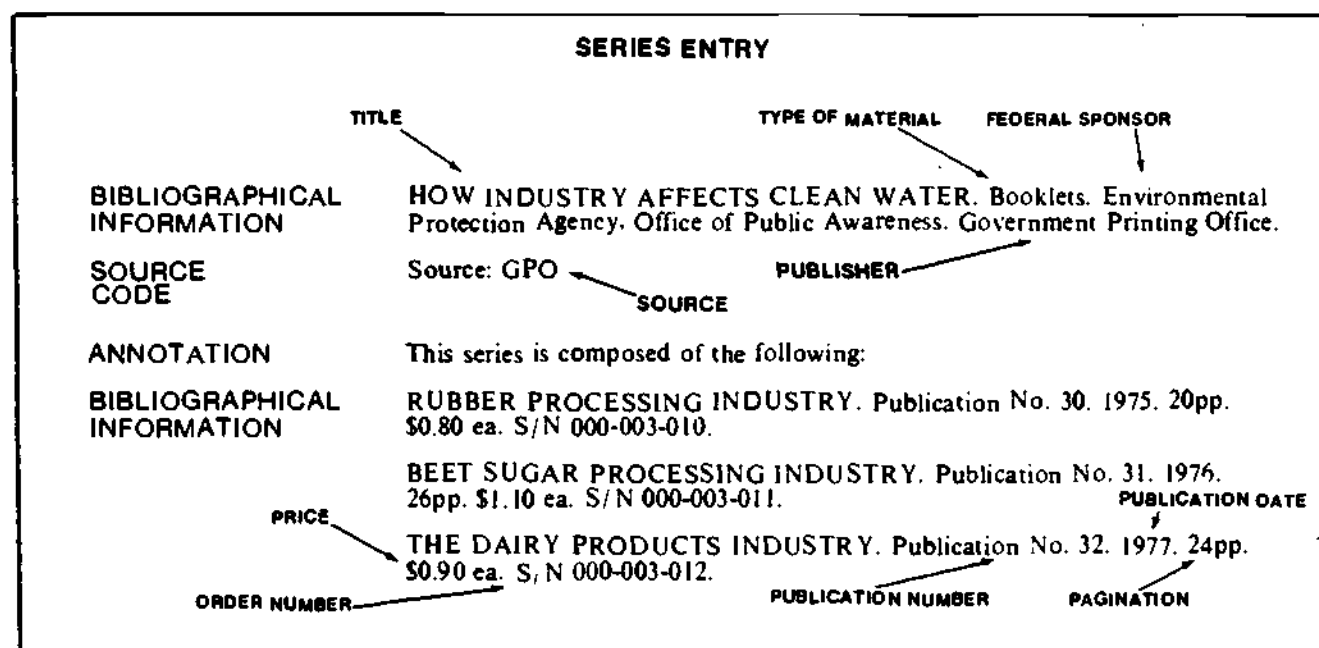 SERIES ENTRY
TITLE TYPE OF MATERIAL FEDERAL SPONSOR
BIBLIOGRAPHICAL HOW INDUSTRY AFFECTS CLEAN WATER. Booklets. Environmental
INFORMATION Protection Agency. Office of Public Awareness. Government Printing Office.
SOURCE Source: GPO PUBLISHER
CODE SOURCE
ANNOTATION This series is composed of the following:
BIBLIOGRAPHICAL RUBBER PROCESSING INDUSTRY. Publication No. 30. 1975. 20pp.
INFORMATION $0.80 ea. S/N 000-003-010.
BEET SUGAR PROCESSING INDUSTRY. Publication No. 31. 1976.
26pp. $1.10 ea. S/N 000-003-011. PUBLICATION DATE
PRICE
THE DAIRY PRODUCTS INDUSTRY. Publication No. 32. 1977. 24pp.
$0.90 ea. S/N 000-003-012.
ORDER NUMBER PUBLICATION NUMBER PAGINATION